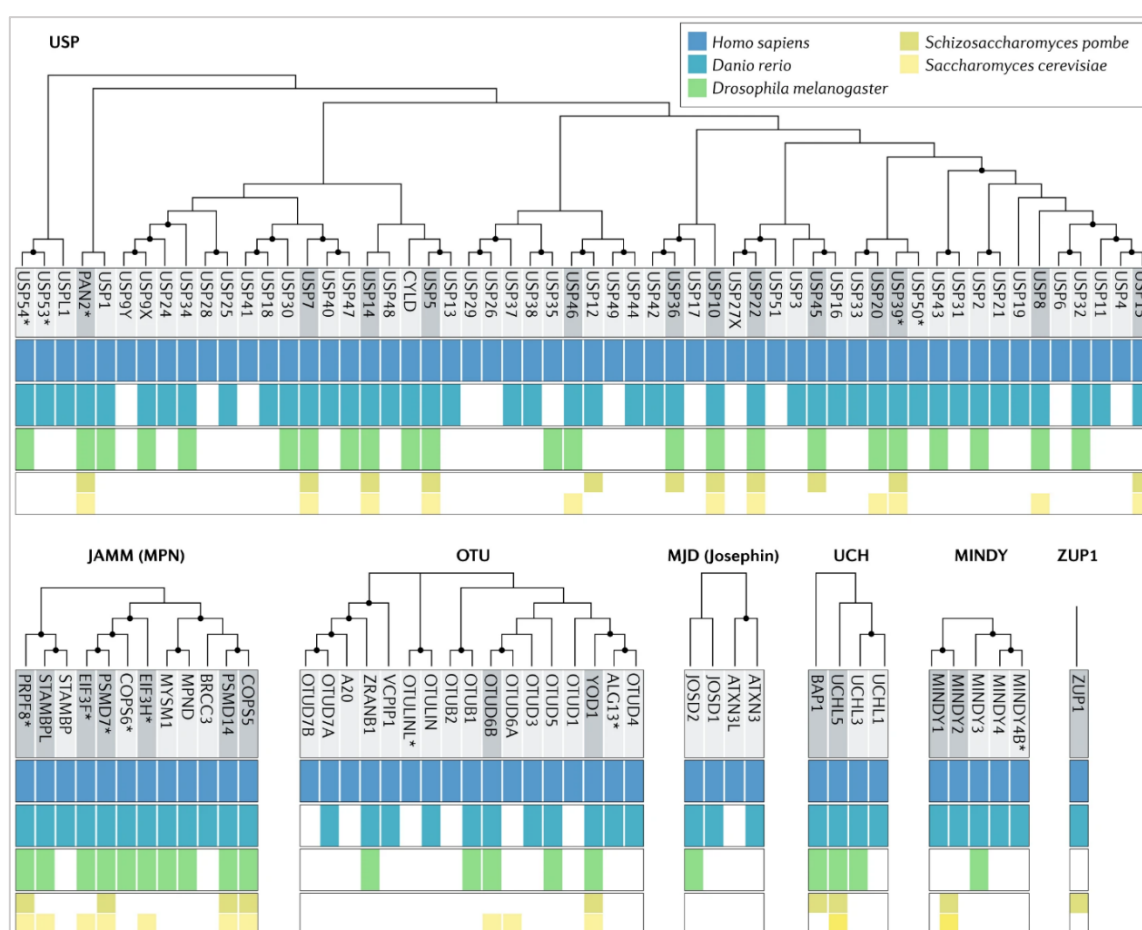 USP
Homo sapiens
Danio rerio
Drosophila melanogaster
Schizosaccharomyces pombe
Saccharomyces cerevisiae
USP54*
USP53*
USPL1
PAN2*
USP1
USP9Y
USP9X
USP24
USP34
USP28
USP25
USP41
USP18
USP30
USP7
USP40
USP47
USP14
USP48
CYLD
USP5
USP13
USP29
USP26
USP37
USP38
USP35
USP46
USP12
USP49
USP44
USP42
USP36
USP17
USP10
USP27X
USP22
USP51
USP3
USP45
USP16
USP33
USP20
USP39*
USP50*
USP43
USP31
USP2
USP21
USP19
USP8
USP6
USP32
USP11
USP4
USP15
JAMM (MPN)
PRPF8*
STAMBPL
STAMBP
EIF3F*
PSMD7*
COPS6*
EIF3H*
MYSM1
MPND
BRCC3
PSMD14
COPS5
OTU
OTUD7B
OTUD7A
A20
ZRANB1
VCPIP1
OTULINL*
OTULIN
OTUB2
OTUB1
OTUD6B
OTUD6A
OTUD3
OTUD5
OTUD1
YOD1
ALG13*
OTUD4
MJD (Josephin)
JOSD2
JOSD1
ATXN3L
ATXN3
UCH
BAP1
UCHL5
UCHL3
UCHL1
MINDY
MINDY1
MINDY2
MINDY3
MINDY4
MINDY4B*
ZUP1
ZUP1